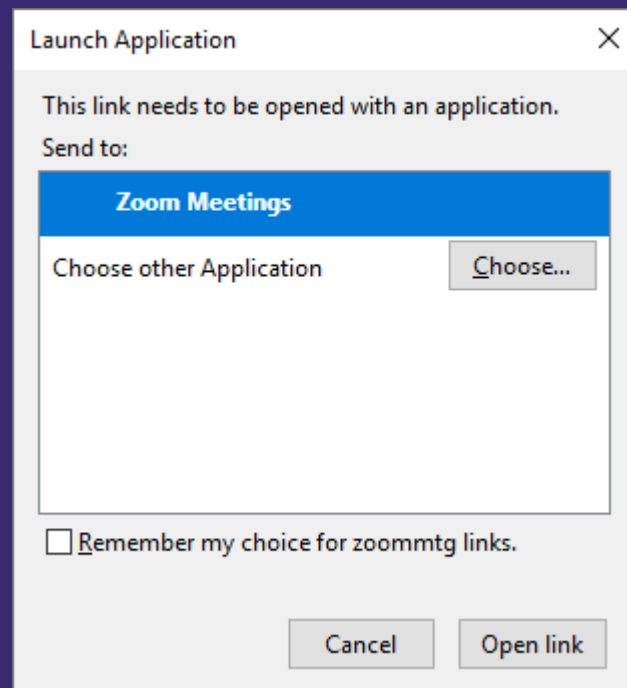 Launch Application
This link needs to be opened with an application.
Send to:
Zoom Meetings
Choose other Application
Choose...
Remember my choice for zoommtg links.
Cancel
Open link